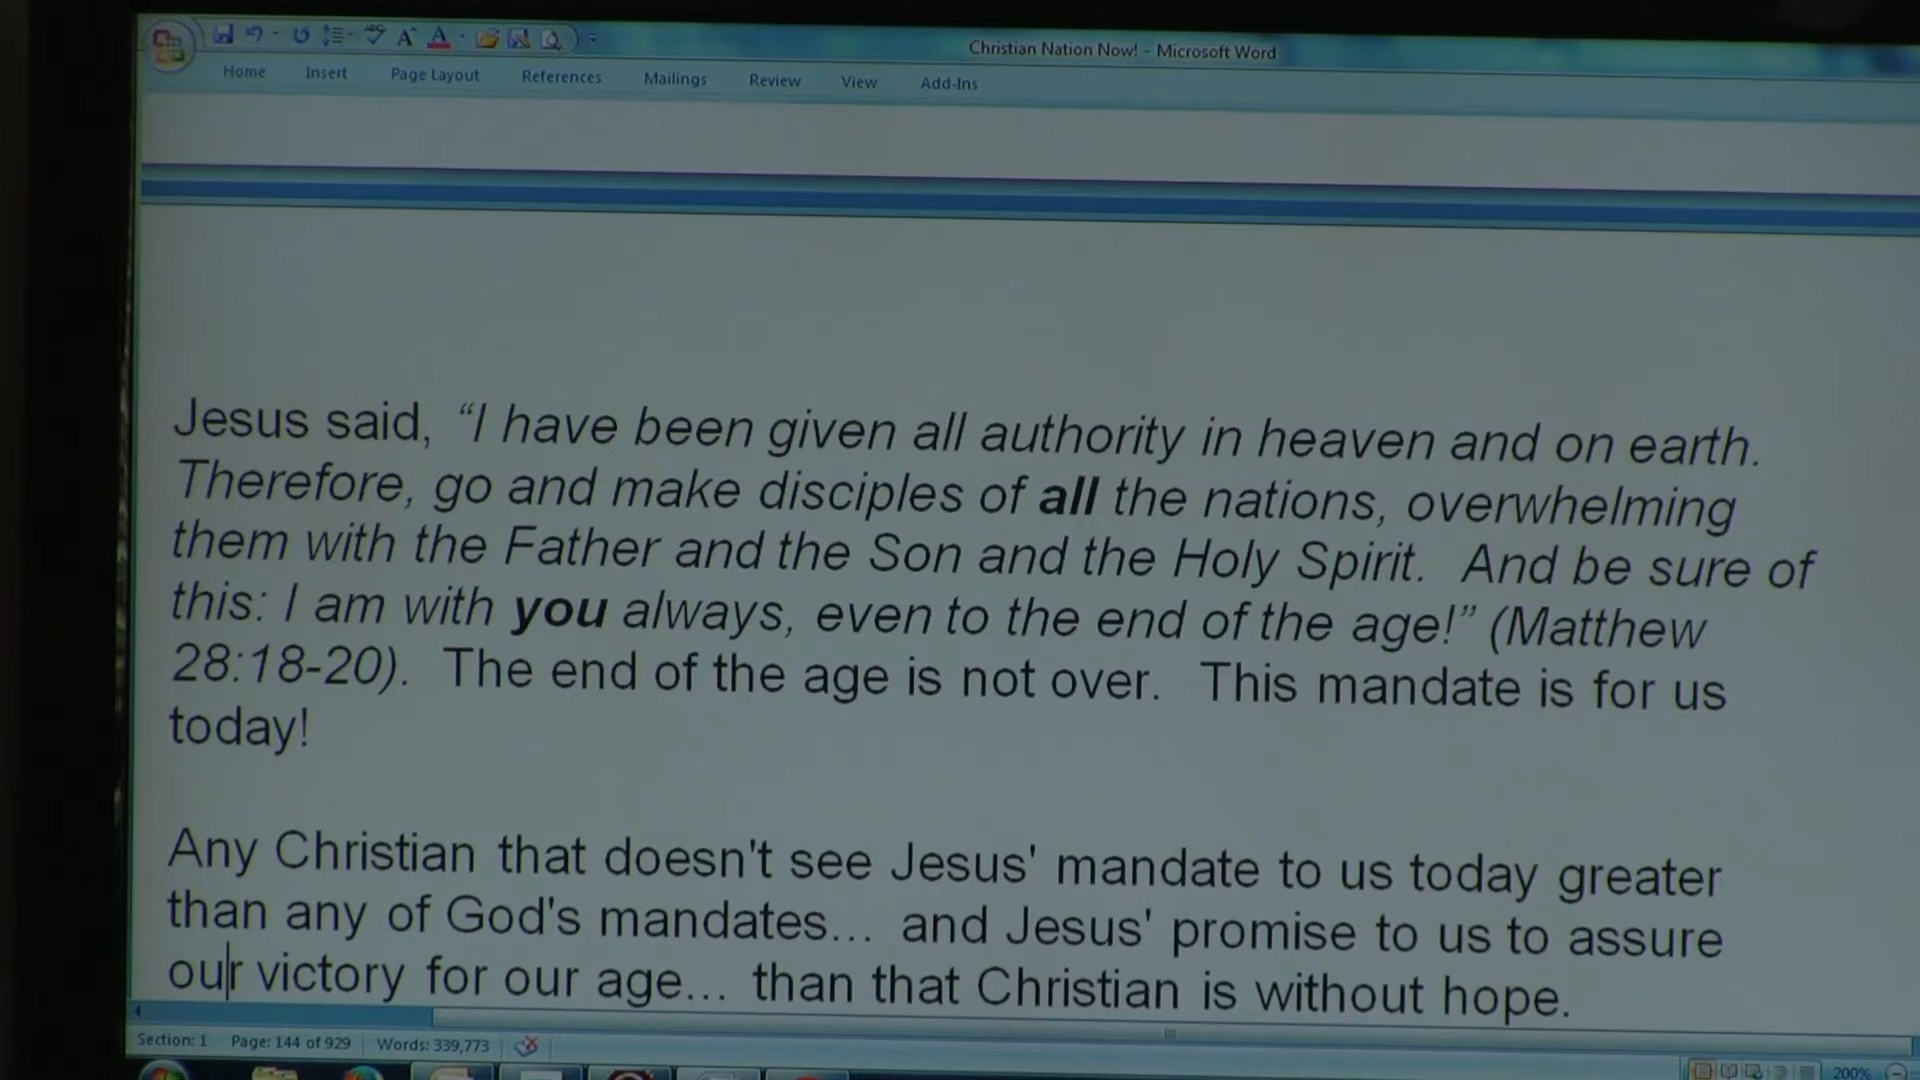 Christian Nation Now! - Microsoft Word
Home Insert Page Layout References Mailings Review View Add-Ins
Jesus said, “I have been given all authority in heaven and on earth.
Therefore, go and make disciples of all the nations, overwhelming
them with the Father and the Son and the Holy Spirit. And be sure of
this: I am with you always, even to the end of the age!” (Matthew
28:18-20). The end of the age is not over. This mandate is for us
today!
Any Christian that doesn't see Jesus' mandate to us today greater
than any of God's mandates... and Jesus' promise to us to assure
our victory for our age... than that Christian is without hope.
Section: 1 Page: 144 of 929 Words: 339,773
200%